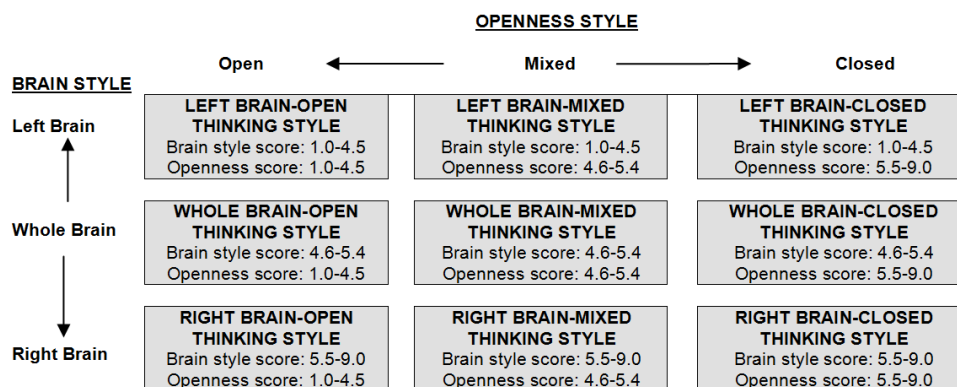 OPENNESS STYLE
Open Mixed Closed
BRAIN STYLE
Left Brain
LEFT BRAIN-OPEN
THINKING STYLE
Brain style score: 1.0-4.5
Openness score: 1.0-4.5
LEFT BRAIN-MIXED
THINKING STYLE
Brain style score: 1.0-4.5
Openness score: 4.6-5.4
LEFT BRAIN-CLOSED
THINKING STYLE
Brain style score: 1.0-4.5
Openness score: 5.5-9.0
Whole Brain
WHOLE BRAIN-OPEN
THINKING STYLE
Brain style score: 4.6-5.4
Openness score: 1.0-4.5
WHOLE BRAIN-MIXED
THINKING STYLE
Brain style score: 4.6-5.4
Openness score: 4.6-5.4
WHOLE BRAIN-CLOSED
THINKING STYLE
Brain style score: 4.6-5.4
Openness score: 5.5-9.0
Right Brain
RIGHT BRAIN-OPEN
THINKING STYLE
Brain style score: 5.5-9.0
Openness score: 1.0-4.5
RIGHT BRAIN-MIXED
THINKING STYLE
Brain style score: 5.5-9.0
Openness score: 4.6-5.4
RIGHT BRAIN-CLOSED
THINKING STYLE
Brain style score: 5.5-9.0
Openness score: 5.5-9.0